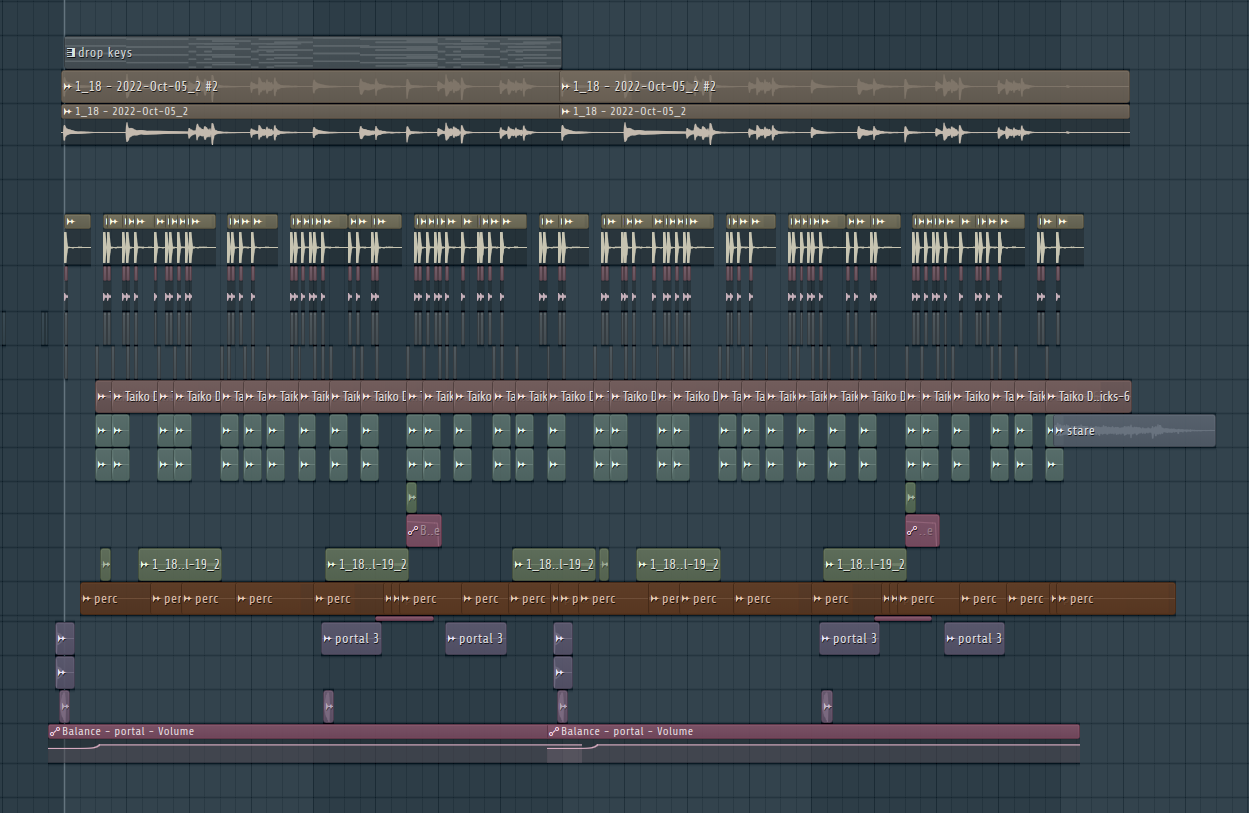 drop keys
1_18 - 2022-Oct-05_2 #2 1_18 - 2022-Oct-05_2 #2
1_18 - 2022-Oct-05_2 1_18 - 2022-Oct-05_2
Taiko D Taiko D Ta Ta Taik Taik Taik Taiko D Taik Taiko Ta Taik Taiko Taik Taiko D Ta Taik Taik Taik Taiko D Taik Taiko Taik Taiko D..icks-6
stare
B..e ..e
1_18..l-19_2 1_18..l-19_2 1_18..l-19_2 1_18..l-19_2 1_18..l-19_2
perc per perc perc perc perc perc perc p perc per perc perc perc perc perc perc perc
portal 3 portal 3 portal 3 portal 3
Balance - portal - Volume Balance - portal - Volume